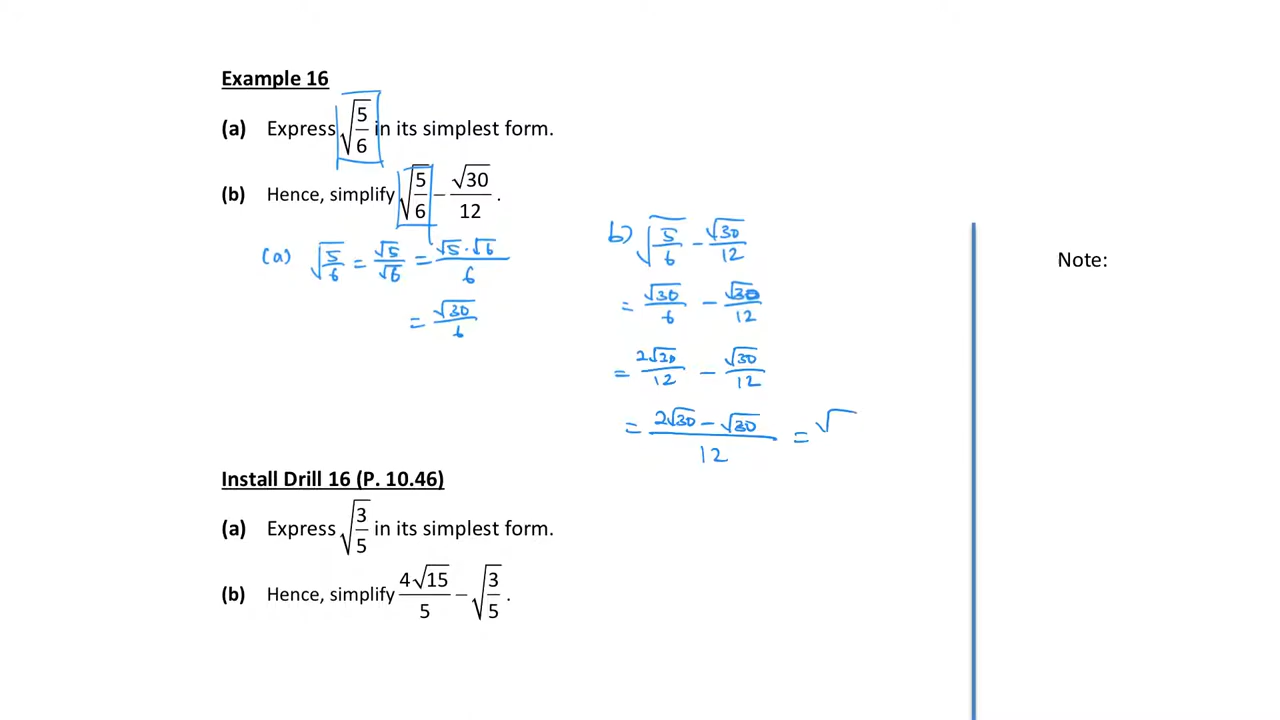 Example 16
(a) Express √(5/6) in its simplest form.
(b) Hence, simplify √(5/6) − √30/12 .
(a) √(5/6) = √5/√6 = √5·√6/6
= √30/6
b) √(5/6) − √30/12
= √30/6 − √30/12
= 2√30/12 − √30/12
= (2√30 − √30)/12 = √
Note:
Install Drill 16 (P. 10.46)
(a) Express √(3/5) in its simplest form.
(b) Hence, simplify 4√15/5 − √(3/5) .